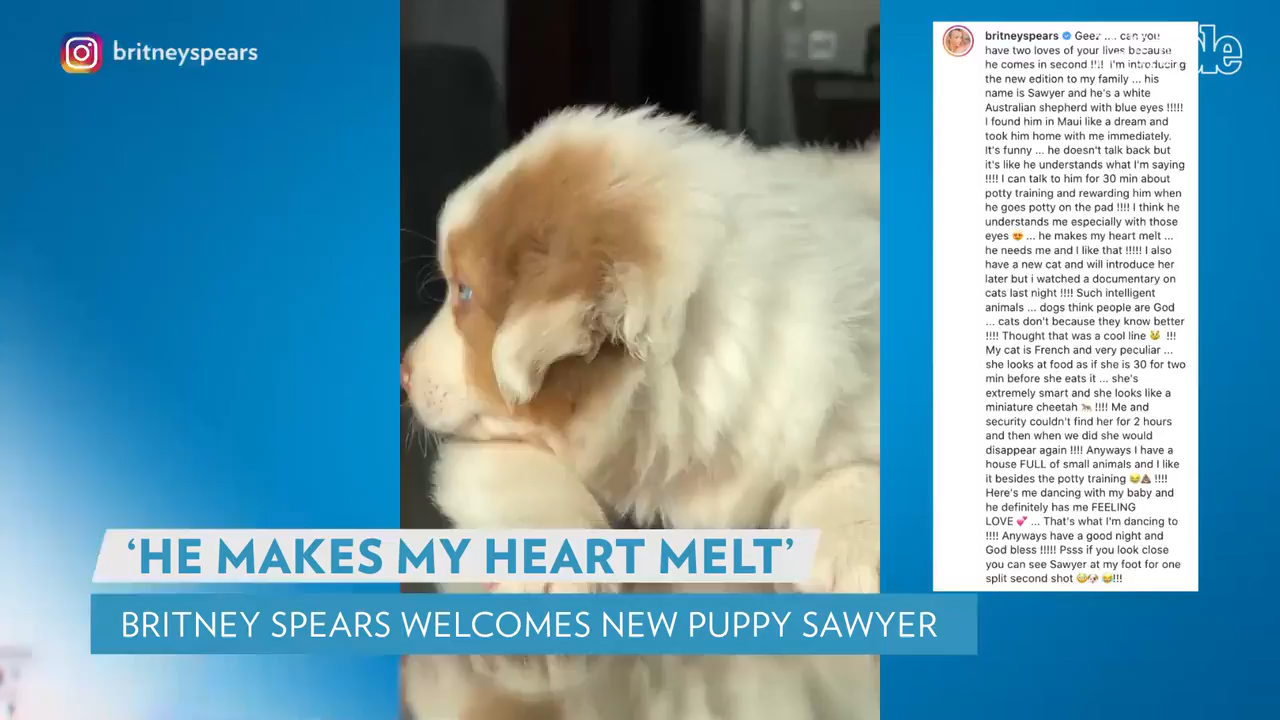 britneyspears
britneyspears Geez .... can you
have two loves of your lives because
he comes in second !!!! I'm introducing
the new edition to my family ... his
name is Sawyer and he's a white
Australian shepherd with blue eyes !!!!!
I found him in Maui like a dream and
took him home with me immediately.
It's funny ... he doesn't talk back but
it's like he understands what I'm saying
!!!! I can talk to him for 30 min about
potty training and rewarding him when
he goes potty on the pad !!!! I think he
understands me especially with those
eyes 😍 ... he makes my heart melt ...
he needs me and I like that !!!!! I also
have a new cat and will introduce her
later but i watched a documentary on
cats last night !!!! Such intelligent
animals ... dogs think people are God
... cats don't because they know better
!!!! Thought that was a cool line 😹 !!!
My cat is French and very peculiar ...
she looks at food as if she is 30 for two
min before she eats it ... she's
extremely smart and she looks like a
miniature cheetah 🐆 !!!! Me and
security couldn't find her for 2 hours
and then when we did she would
disappear again !!!! Anyways I have a
house FULL of small animals and I like
it besides the potty training 😂💩 !!!!
Here's me dancing with my baby and
he definitely has me FEELING
LOVE 💕 ... That's what I'm dancing to
!!!! Anyways have a good night and
God bless !!!!! Psss if you look close
you can see Sawyer at my foot for one
split second shot 😳🐶 😂!!!
'HE MAKES MY HEART MELT'
BRITNEY SPEARS WELCOMES NEW PUPPY SAWYER